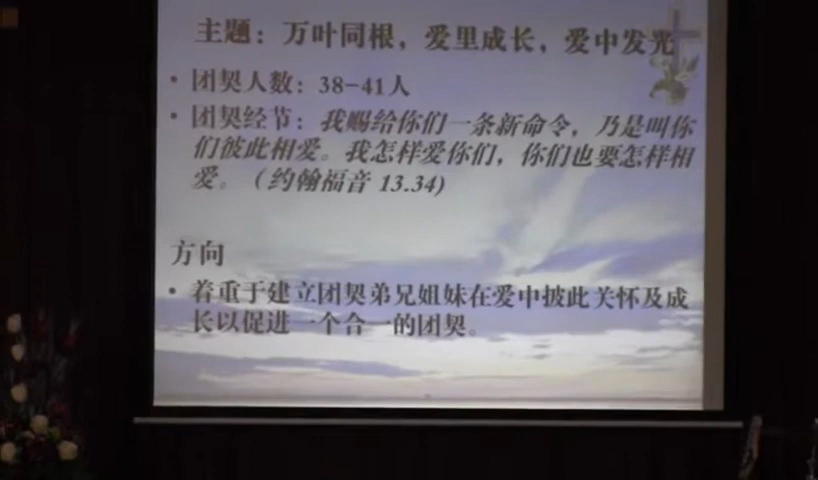 主题：万叶同根，爱里成长，爱中发光
• 团契人数：38-41人
• 团契经节：我赐给你们一条新命令，乃是叫你
们彼此相爱。我怎样爱你们，你们也要怎样相
爱。（约翰福音 13.34)
方向
• 着重于建立团契弟兄姐妹在爱中披此关怀及成
长以促进一个合一的团契。